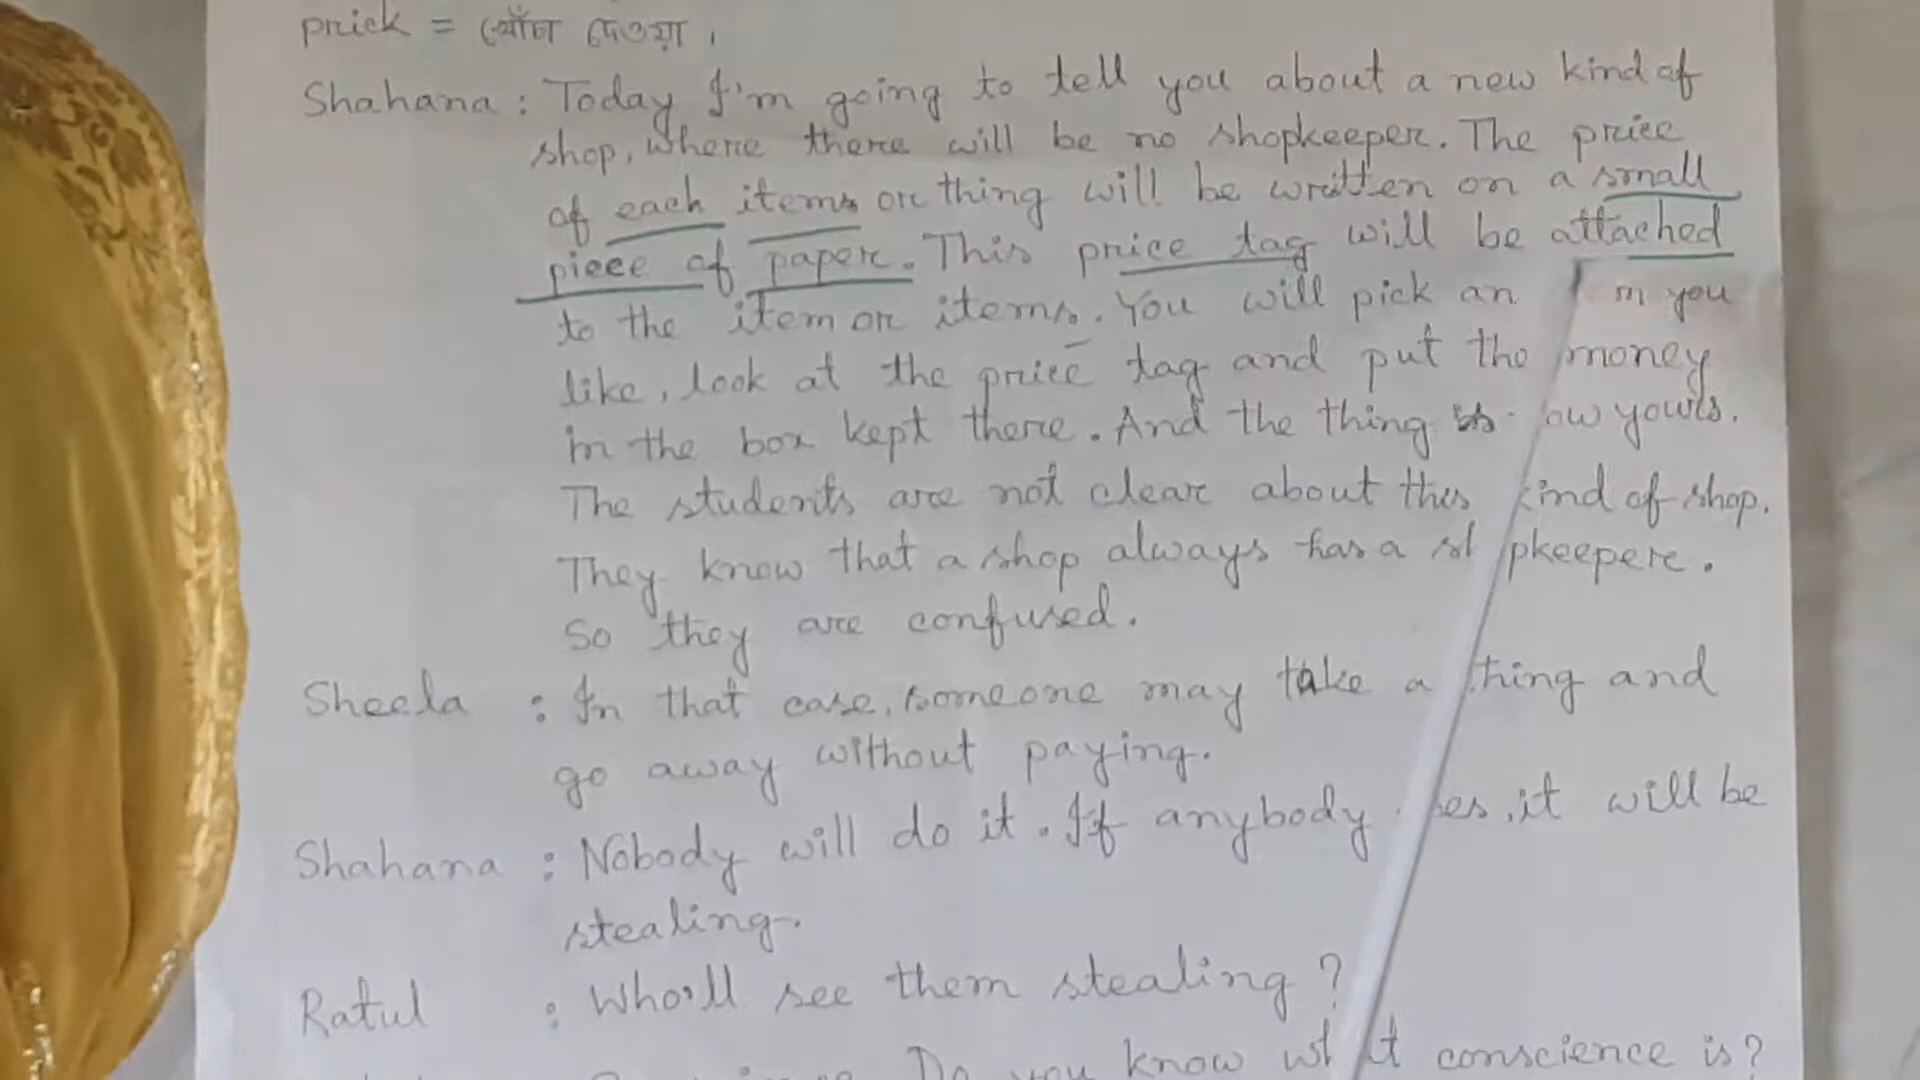 prick = খোঁচা দেওয়া।
Shahana : Today I'm going to tell you about a new kind of
shop, where there will be no shopkeeper. The price
of each items or thing will be written on a small
piece of paper. This price tag will be attached
to the item or items. You will pick an you
like, look at the price tag and put the money
in the box kept there. And the thing is yours.
The students are not clear about this kind of shop.
They know that a shop always has a
So they are confused.
Sheela : In that case, someone may take a thing and
go away without paying.
Shahana : Nobody will do it. If anybody it will be
stealing.
Ratul : Who'll see them stealing?
Do you know conscience is?